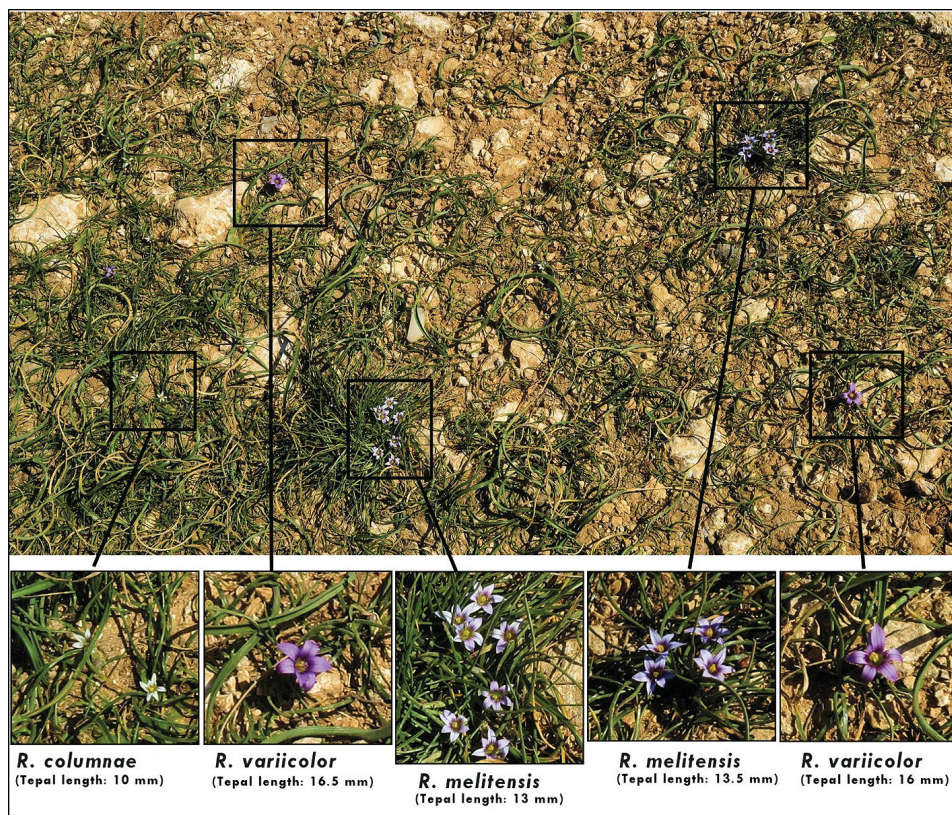 R. columnae
(Tepal length: 10 mm)
R. variicolor
(Tepal length: 16.5 mm)
R. melitensis
(Tepal length: 13 mm)
R. melitensis
(Tepal length: 13.5 mm)
R. variicolor
(Tepal length: 16 mm)